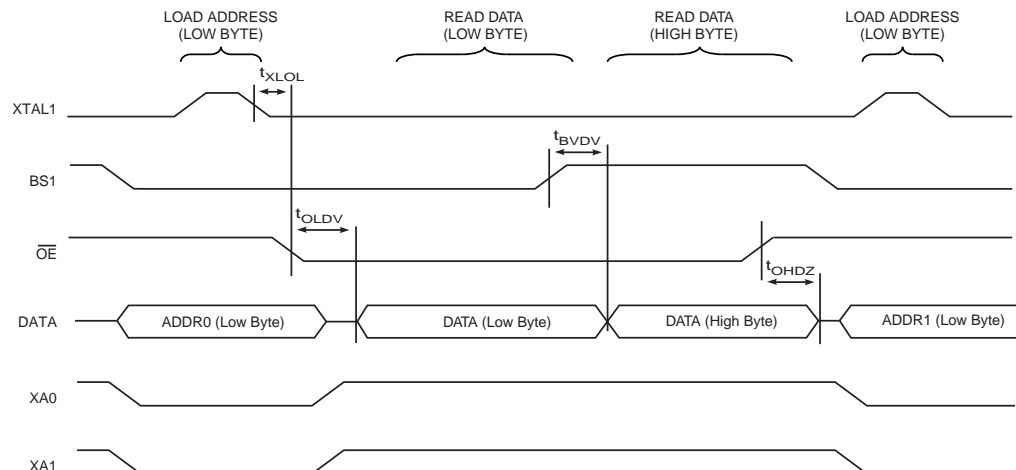 LOAD ADDRESS
(LOW BYTE)
READ DATA
(LOW BYTE)
READ DATA
(HIGH BYTE)
LOAD ADDRESS
(LOW BYTE)
tXLOL
XTAL1
tBVDV
BS1
tOLDV
OE
tOHDZ
DATA
ADDR0 (Low Byte)
DATA (Low Byte)
DATA (High Byte)
ADDR1 (Low Byte)
XA0
XA1